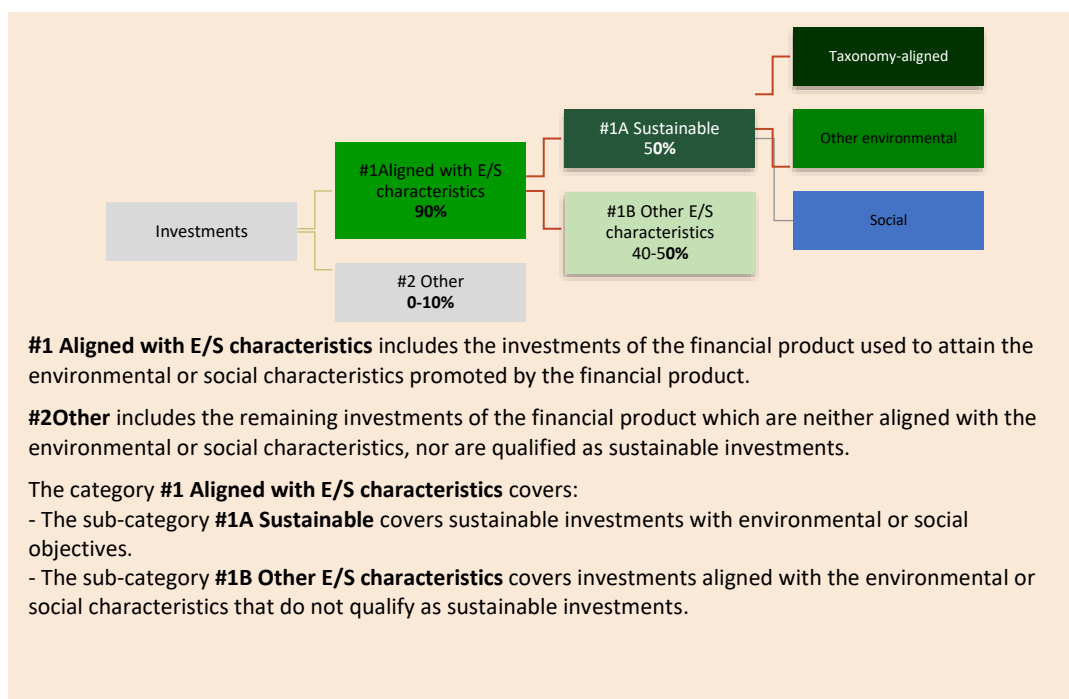 Taxonomy-aligned
#1A Sustainable
50%
Other environmental
#1Aligned with E/S
characteristics
90%
#1B Other E/S
characteristics
40-50%
Social
Investments
#2 Other
0-10%
#1 Aligned with E/S characteristics includes the investments of the financial product used to attain the
environmental or social characteristics promoted by the financial product.
#2Other includes the remaining investments of the financial product which are neither aligned with the
environmental or social characteristics, nor are qualified as sustainable investments.
The category #1 Aligned with E/S characteristics covers:
- The sub-category #1A Sustainable covers sustainable investments with environmental or social
objectives.
- The sub-category #1B Other E/S characteristics covers investments aligned with the environmental or
social characteristics that do not qualify as sustainable investments.